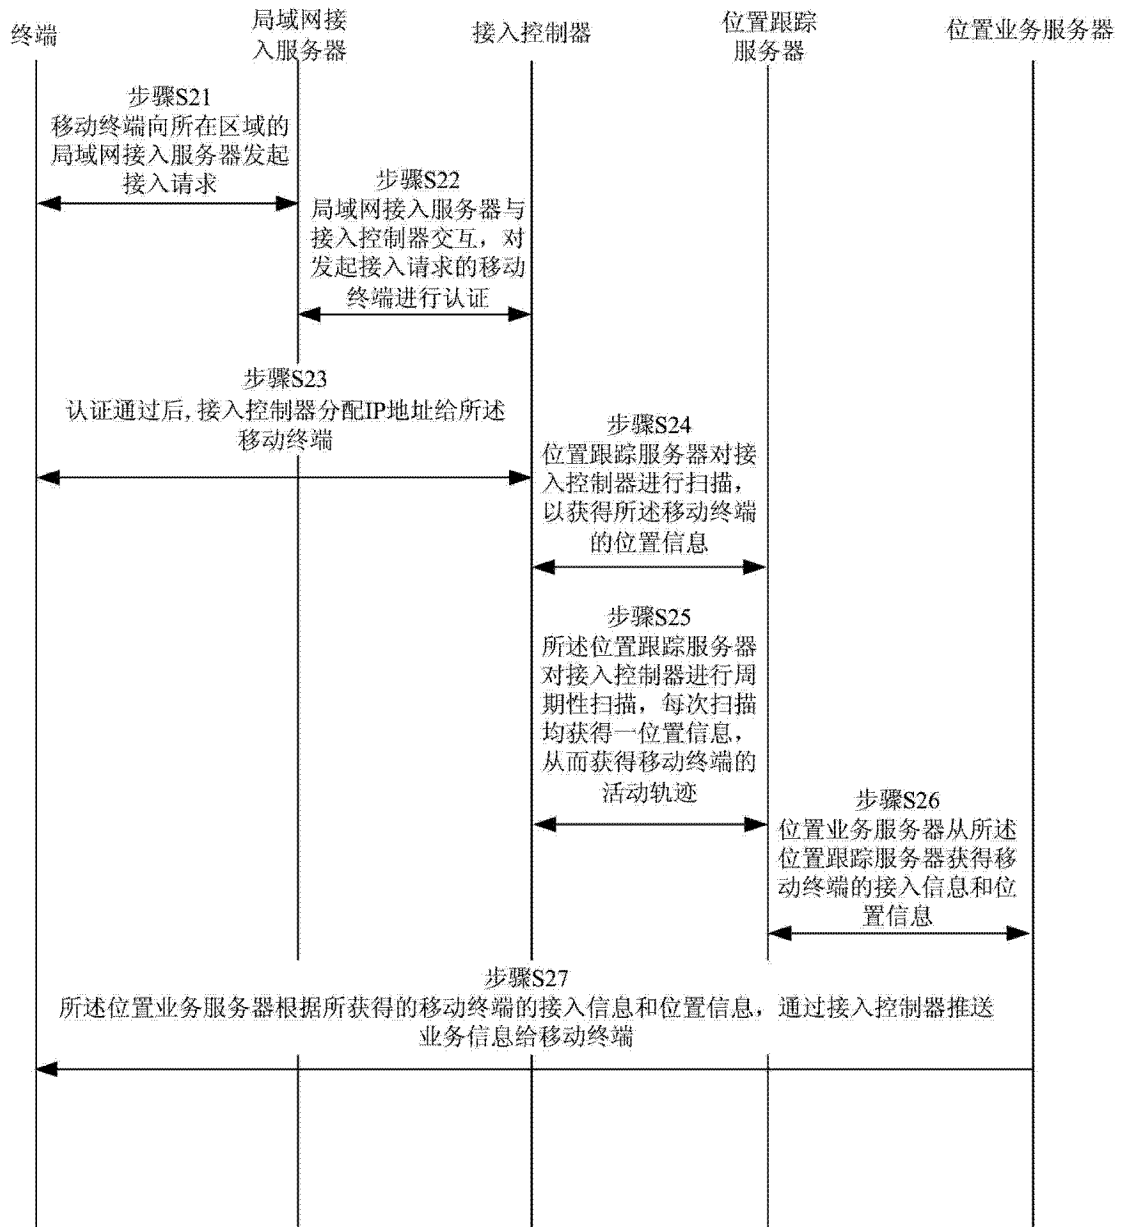 终端
局域网接
入服务器
接入控制器
位置跟踪
服务器
位置业务服务器
步骤S21
移动终端向所在区域的
局域网接入服务器发起
接入请求
步骤S22
局域网接入服务器与
接入控制器交互，对
发起接入请求的移动
终端进行认证
步骤S23
认证通过后,接入控制器分配IP地址给所述
移动终端
步骤S24
位置跟踪服务器对接
入控制器进行扫描，
以获得所述移动终端
的位置信息
步骤S25
所述位置跟踪服务器
对接入控制器进行周
期性扫描，每次扫描
均获得一位置信息，
从而获得移动终端的
活动轨迹
步骤S26
位置业务服务器从所述
位置跟踪服务器获得移
动终端的接入信息和位
置信息
步骤S27
所述位置业务服务器根据所获得的移动终端的接入信息和位置信息，通过接入控制器推送
业务信息给移动终端